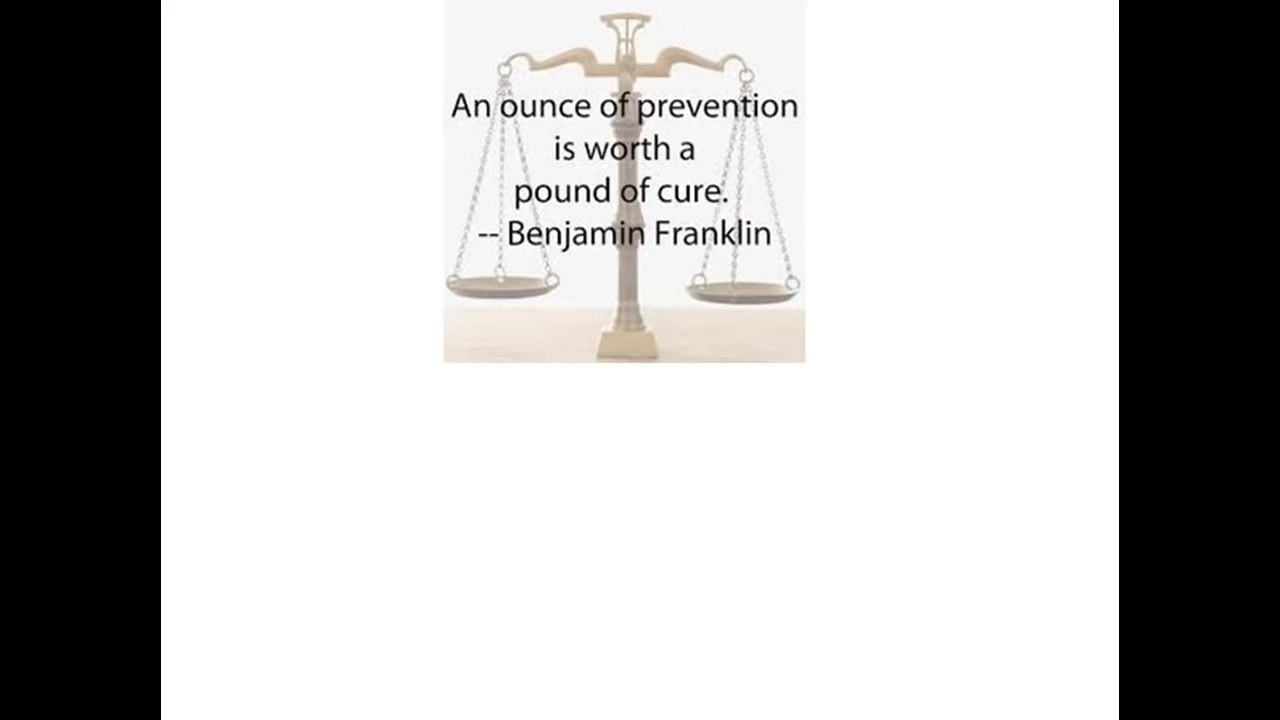 An ounce of prevention
is worth a
pound of cure.
-- Benjamin Franklin